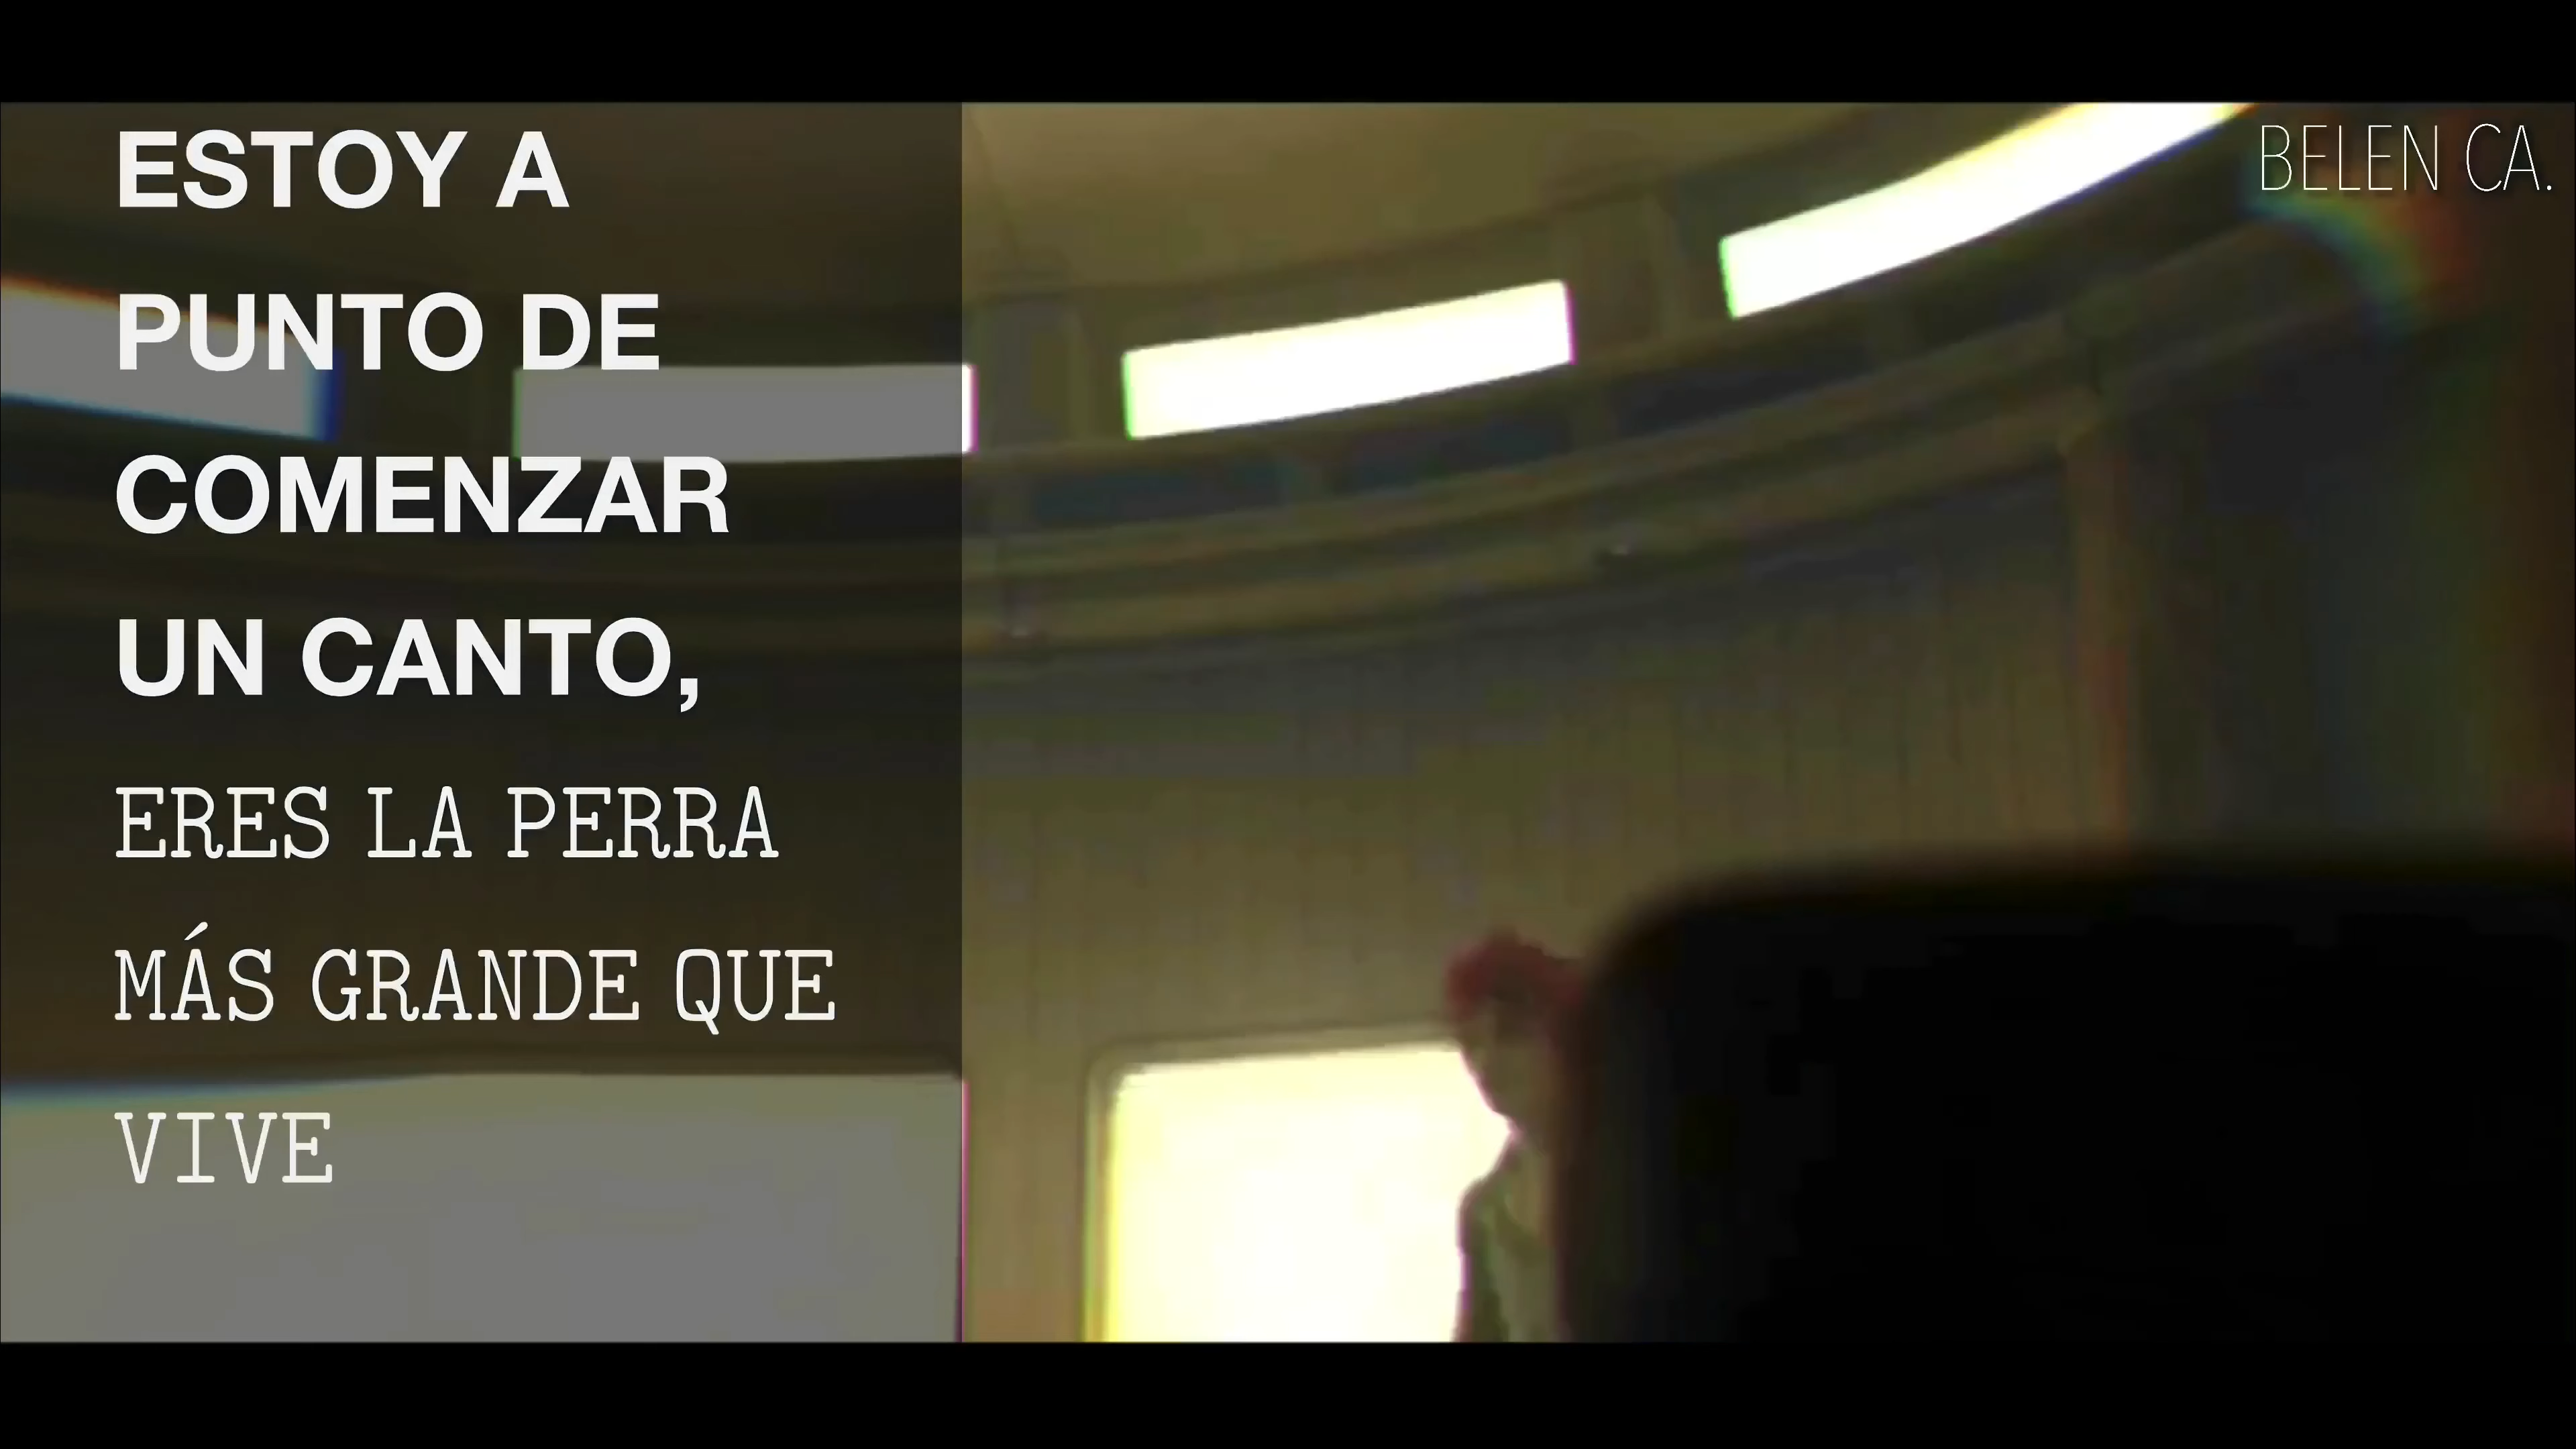 ESTOY A
PUNTO DE
COMENZAR
UN CANTO,
ERES LA PERRA
MÁS GRANDE QUE
VIVE
BELEN CA.